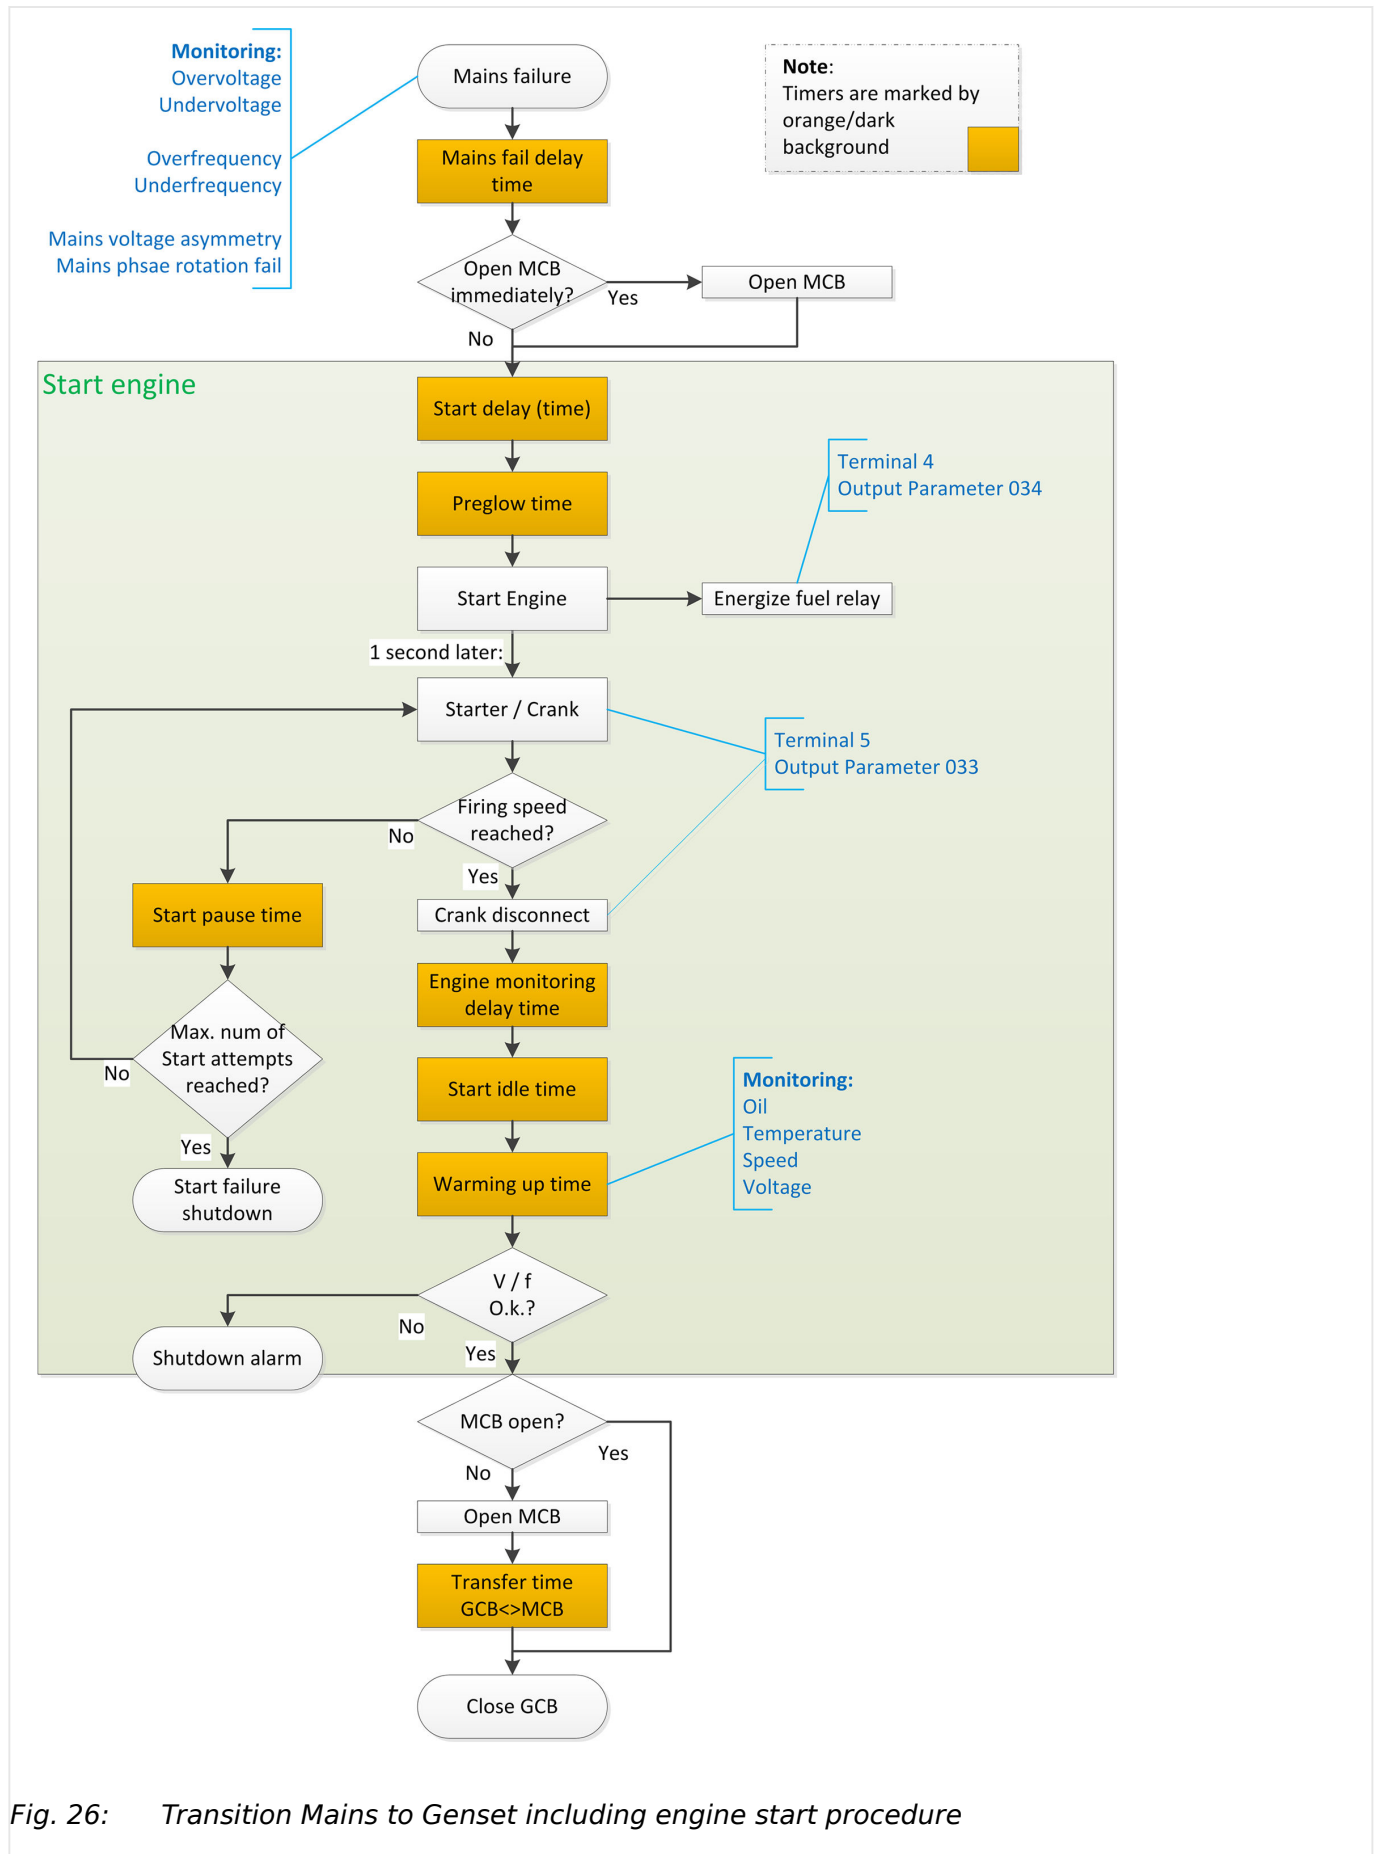 Monitoring:
Overvoltage
Undervoltage
Overfrequency
Underfrequency
Mains voltage asymmetry
Mains phsae rotation fail
Mains failure
Note:
Timers are marked by
orange/dark
background
Mains fail delay
time
Open MCB
immediately?
Yes
Open MCB
No
Start engine
Start delay (time)
Preglow time
Terminal 4
Output Parameter 034
Start Engine
Energize fuel relay
1 second later:
Starter / Crank
Terminal 5
Output Parameter 033
Firing speed
reached?
No
Yes
Crank disconnect
Start pause time
Engine monitoring
delay time
Max. num of
Start attempts
reached?
No
Yes
Start failure
shutdown
Start idle time
Monitoring:
Oil
Temperature
Speed
Voltage
Warming up time
V / f
O.k.?
No
Shutdown alarm
Yes
MCB open?
Yes
No
Open MCB
Transfer time
GCB<>MCB
Close GCB
Fig. 26: Transition Mains to Genset including engine start procedure